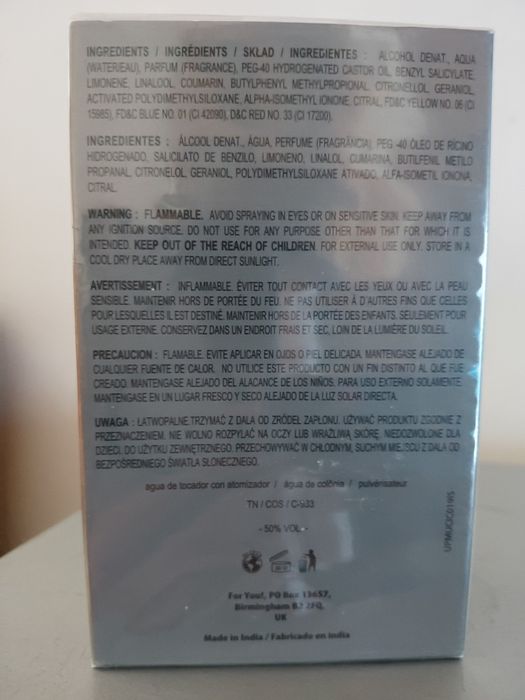 INGREDIENTS / INGRÉDIENTS / SKŁAD / INGREDIENTES : ALCOHOL DENAT., AQUA
(WATER/EAU), PARFUM (FRAGRANCE), PEG-40 HYDROGENATED CASTOR OIL, BENZYL SALICYLATE,
LIMONENE, LINALOOL, COUMARIN, BUTYLPHENYL METHYLPROPIONAL, CITRONELLOL, GERANIOL,
ACTIVATED POLYDIMETHYLSILOXANE, ALPHA-ISOMETHYL IONONE, CITRAL, FD&C YELLOW NO. 06 (CI
15985), FD&C BLUE NO. 01 (CI 42090), D&C RED NO. 33 (CI 17200).
INGREDIENTES : ÁLCOOL DENAT., ÁGUA, PERFUME (FRAGRÂNCIA), PEG -40 ÓLEO DE RÍCINO
HIDROGENADO, SALICILATO DE BENZILO, LIMONENO, LINALOL, CUMARINA, BUTILFENIL METILO
PROPANAL, CITRONELOL, GERANIOL, POLYDIMETHYLSILOXANE ATIVADO, ALFA-ISOMETIL IONONA,
CITRAL.
WARNING : FLAMMABLE. AVOID SPRAYING IN EYES OR ON SENSITIVE SKIN. KEEP AWAY FROM
ANY IGNITION SOURCE. DO NOT USE FOR ANY PURPOSE OTHER THAN THAT FOR WHICH IT IS
INTENDED. KEEP OUT OF THE REACH OF CHILDREN. FOR EXTERNAL USE ONLY. STORE IN A
COOL DRY PLACE AWAY FROM DIRECT SUNLIGHT.
AVERTISSEMENT : INFLAMMABLE. ÉVITER TOUT CONTACT AVEC LES YEUX OU AVEC LA PEAU
SENSIBLE. MAINTENIR HORS DE PORTÉE DU FEU. NE PAS UTILISER À D'AUTRES FINS QUE CELLES
POUR LESQUELLES IL EST DESTINÉ. MAINTENIR HORS DE LA PORTÉE DES ENFANTS. SEULEMENT POUR
USAGE EXTERNE. CONSERVEZ DANS UN ENDROIT FRAIS ET SEC, LOIN DE LA LUMIÈRE DU SOLEIL.
PRECAUCION : FLAMABLE. EVITE APLICAR EN OJOS O PIEL DELICADA. MANTENGASE ALEJADO DE
CUALQUIER FUENTE DE CALOR. NO UTILICE ESTE PRODUCTO CON UN FIN DISTINTO AL QUE FUE
CREADO. MANTENGASE ALEJADO DEL ALACANCE DE LOS NIÑOS. PARA USO EXTERNO SOLAMENTE.
MANTENGASE EN UN LUGAR FRESCO Y SECO ALEJADO DE LA LUZ SOLAR DIRECTA.
UWAGA : ŁATWOPALNE.TRZYMAĆ Z DALA OD ŹRÓDEŁ ZAPŁONU. UŻYWAĆ PRODUKTU ZGODNIE Z
PRZEZNACZENIEM. NIE WOLNO ROZPYLAĆ NA OCZY LUB WRAŻLIWĄ SKÓRĘ. NIEDOZWOLONE DLA
DZIECI. DO UŻYTKU ZEWNĘTRZNEGO. PRZECHOWYWAĆ W CHŁODNYM, SUCHYM MIEJSCU Z DALA OD
BEZPOŚREDNIEGO ŚWIATŁA SŁONECZNEGO.
agua de tocador con atomizador / água de colônia / pulvérisateur
TN / COS / C-933
- 50% VOL -
For You!, PO Box 13657,
Birmingham B2 2FQ,
UK
Made in India / Fabricado en India